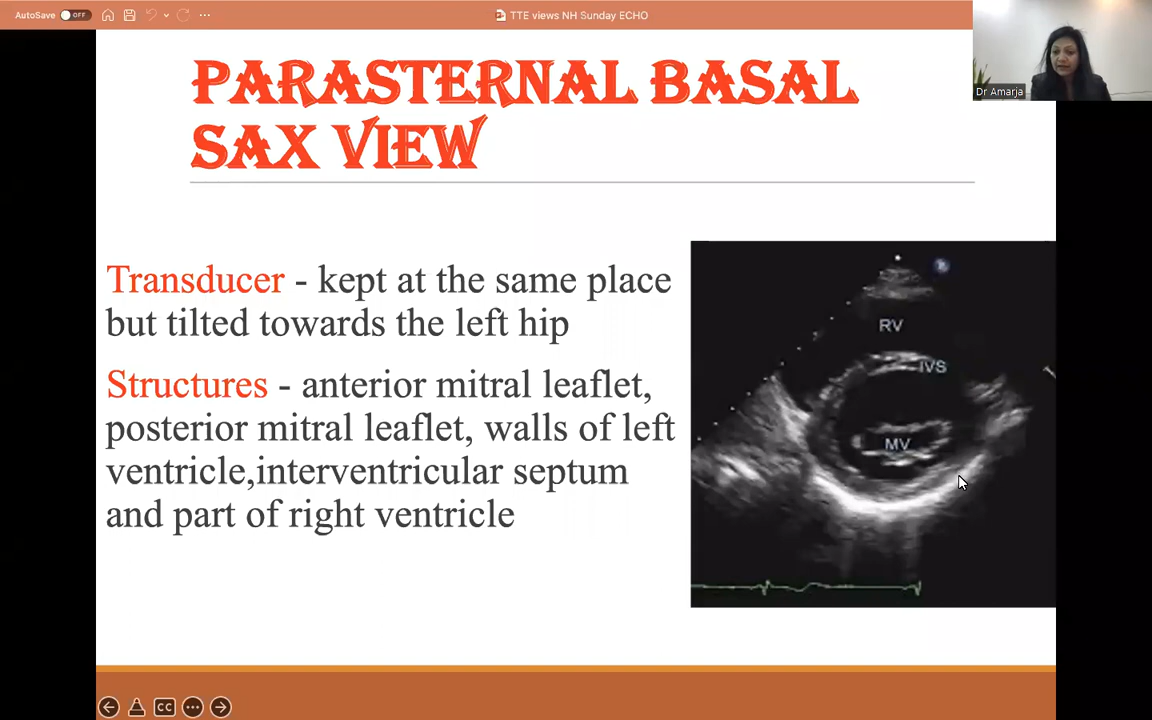 AutoSave OFF
TTE views NH Sunday ECHO
Dr Amarja
PARASTERNAL BASAL
SAX VIEW
Transducer - kept at the same place
but tilted towards the left hip
Structures - anterior mitral leaflet,
posterior mitral leaflet, walls of left
ventricle,interventricular septum
and part of right ventricle
RV
IVS
MV
CC